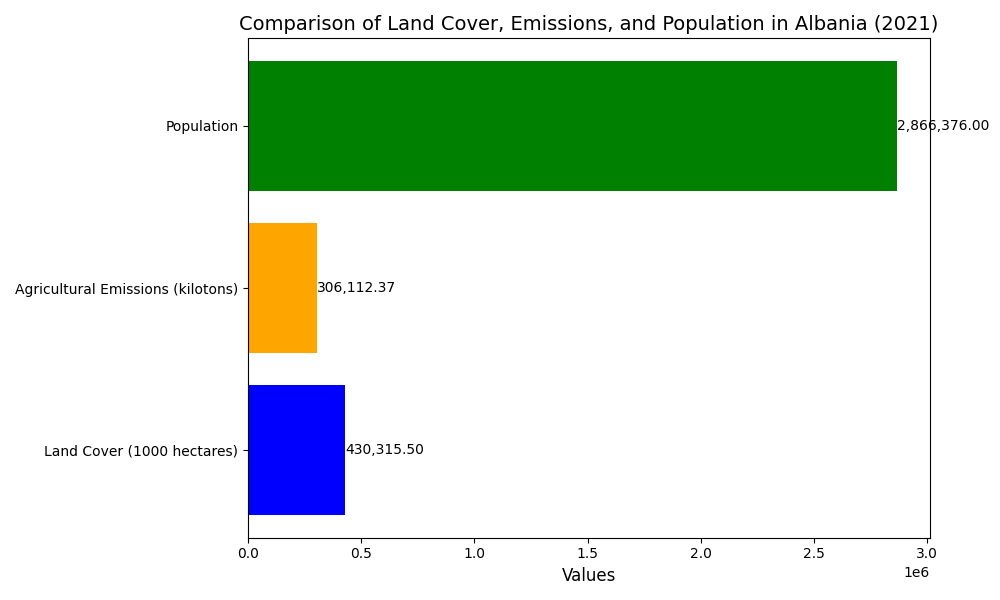 Comparison of Land Cover, Emissions, and Population in Albania (2021)
Population
2,866,376.00
Agricultural Emissions (kilotons)
306,112.37
Land Cover (1000 hectares)
430,315.50
0.0 0.5 1.0 1.5 2.0 2.5 3.0
1e6
Values